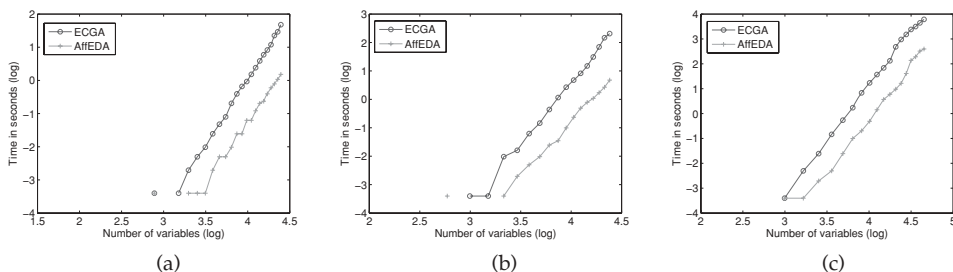 2
1
0
−1
−2
−3
−4
1.5
2
2.5
3
3.5
4
4.5
Time in seconds (log)
Number of variables (log)
ECGA
AffEDA
(a)
3
2
1
0
−1
−2
−3
−4
2
2.5
3
3.5
4
4.5
Time in seconds (log)
Number of variables (log)
ECGA
AffEDA
(b)
4
3
2
1
0
−1
−2
−3
−4
2
2.5
3
3.5
4
4.5
5
Time in seconds (log)
Number of variables (log)
ECGA
AffEDA
(c)